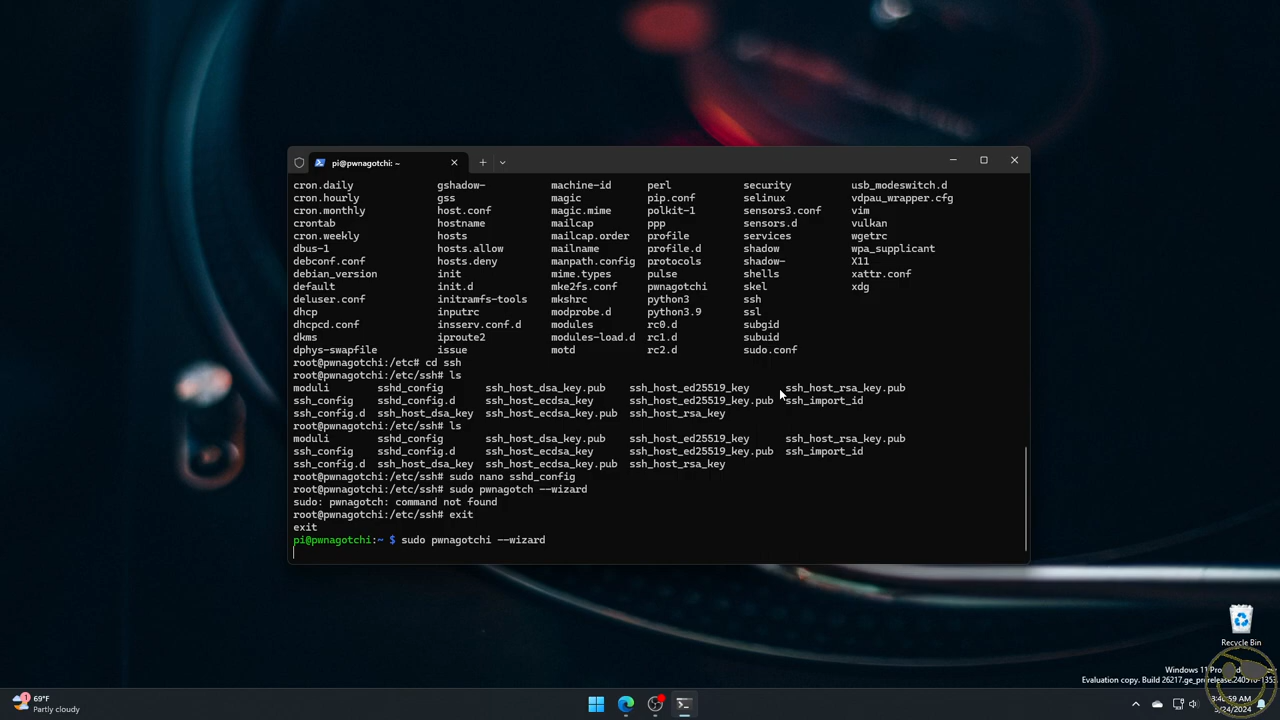 pi@pwnagotchi: ~
cron.daily gshadow- machine-id perl security usb_modeswitch.d
cron.hourly gss magic pip.conf selinux vdpau_wrapper.cfg
cron.monthly host.conf magic.mime polkit-1 sensors3.conf vim
crontab hostname mailcap ppp sensors.d vulkan
cron.weekly hosts mailcap.order profile services wgetrc
dbus-1 hosts.allow mailname profile.d shadow wpa_supplicant
debconf.conf hosts.deny manpath.config protocols shadow- X11
debian_version init mime.types pulse shells xattr.conf
default init.d mke2fs.conf pwnagotchi skel xdg
deluser.conf initramfs-tools mkshrc python3 ssh
dhcp inputrc modprobe.d python3.9 ssl
dhcpcd.conf insserv.conf.d modules rc0.d subgid
dkms iproute2 modules-load.d rc1.d subuid
dphys-swapfile issue motd rc2.d sudo.conf
root@pwnagotchi:/etc# cd ssh
root@pwnagotchi:/etc/ssh# ls
moduli sshd_config ssh_host_dsa_key.pub ssh_host_ed25519_key ssh_host_rsa_key.pub
ssh_config sshd_config.d ssh_host_ecdsa_key ssh_host_ed25519_key.pub ssh_import_id
ssh_config.d ssh_host_dsa_key ssh_host_ecdsa_key.pub ssh_host_rsa_key
root@pwnagotchi:/etc/ssh# ls
moduli sshd_config ssh_host_dsa_key.pub ssh_host_ed25519_key ssh_host_rsa_key.pub
ssh_config sshd_config.d ssh_host_ecdsa_key ssh_host_ed25519_key.pub ssh_import_id
ssh_config.d ssh_host_dsa_key ssh_host_ecdsa_key.pub ssh_host_rsa_key
root@pwnagotchi:/etc/ssh# sudo nano sshd_config
root@pwnagotchi:/etc/ssh# sudo pwnagotch --wizard
sudo: pwnagotch: command not found
root@pwnagotchi:/etc/ssh# exit
exit
pi@pwnagotchi:~ $ sudo pwnagotchi --wizard
Recycle Bin
Windows 11
Evaluation copy. Build 26217.ge_prerelease.240510-1353
1
69°F
Partly cloudy
/24/2024